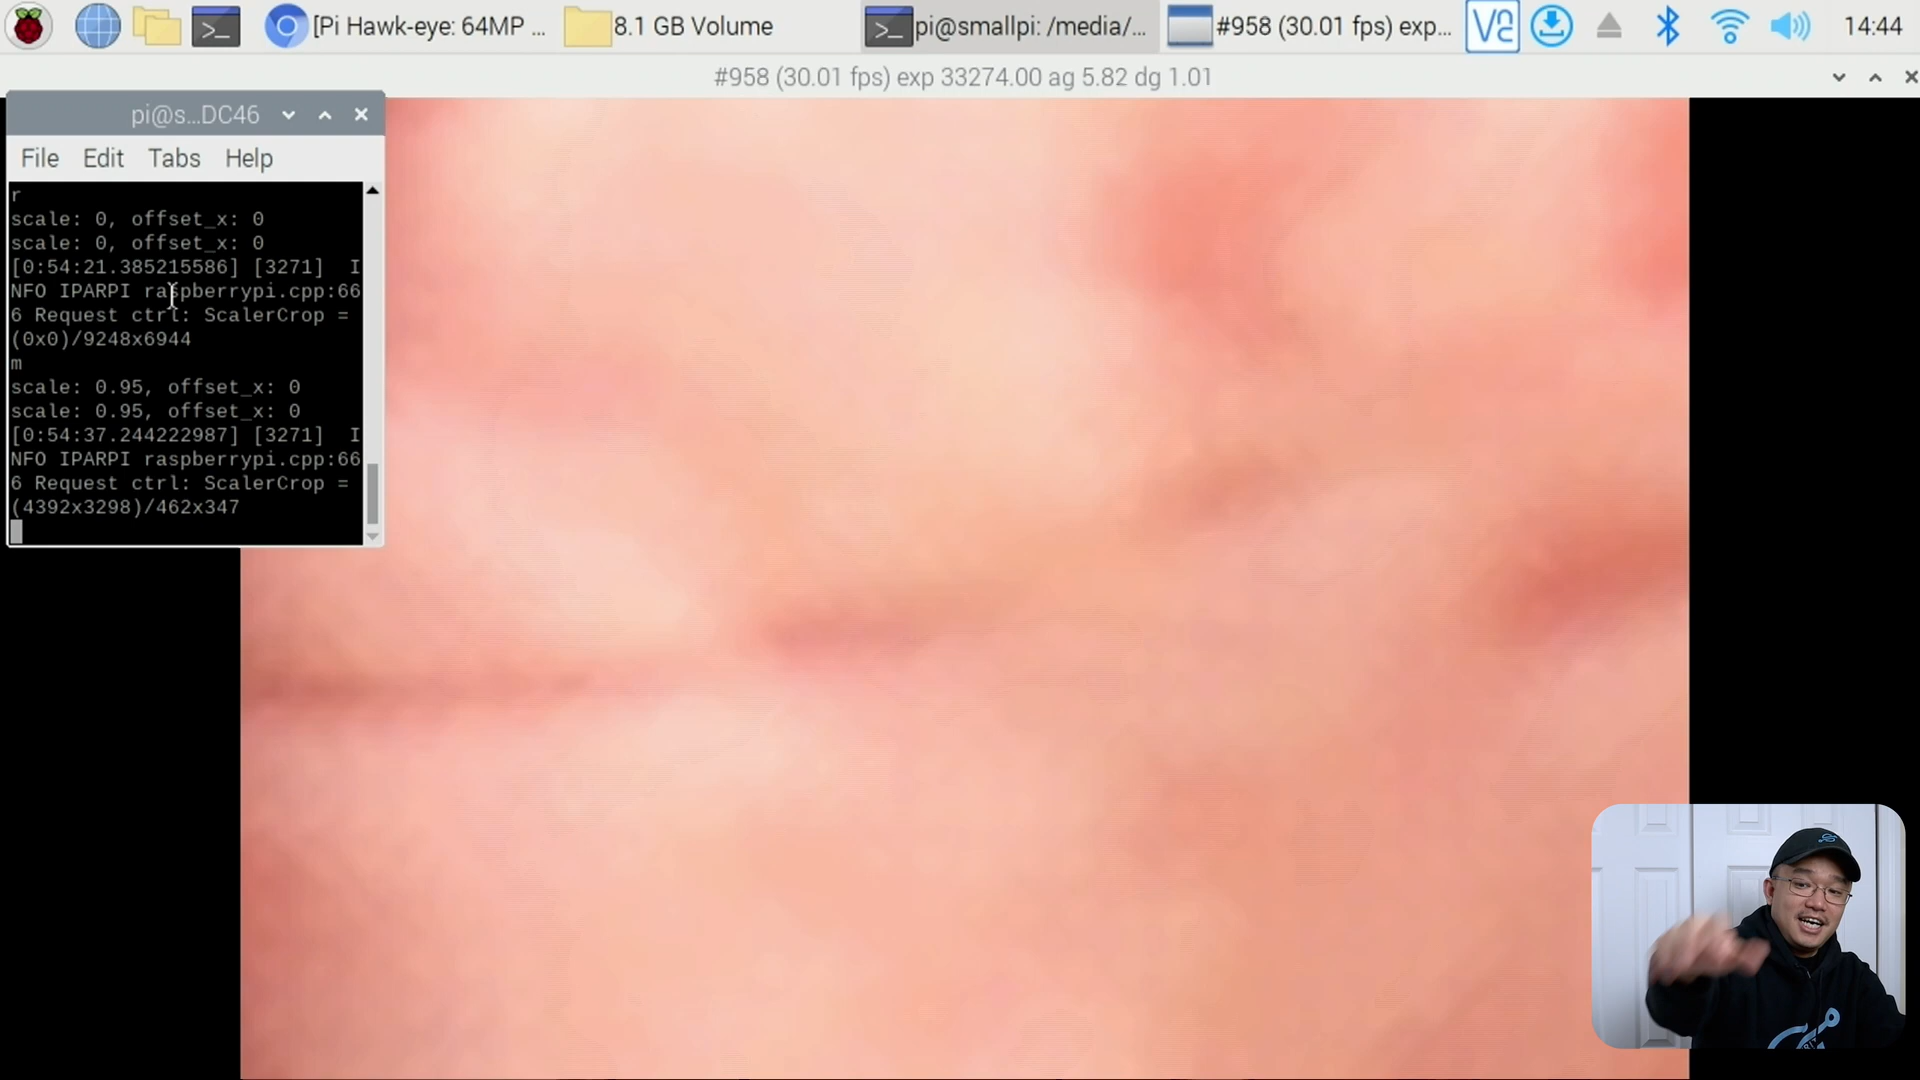 [Pi Hawk-eye: 64MP ...
8.1 GB Volume
pi@smallpi: /media/...
#958 (30.01 fps) exp...
14:44
#958 (30.01 fps) exp 33274.00 ag 5.82 dg 1.01
pi@s...DC46
File Edit Tabs Help
r
scale: 0, offset_x: 0
scale: 0, offset_x: 0
[0:54:21.385215586] [3271]  I
NFO IPARPI raspberrypi.cpp:66
6 Request ctrl: ScalerCrop =
(0x0)/9248x6944
m
scale: 0.95, offset_x: 0
scale: 0.95, offset_x: 0
[0:54:37.244222987] [3271]  I
NFO IPARPI raspberrypi.cpp:66
6 Request ctrl: ScalerCrop =
(4392x3298)/462x347